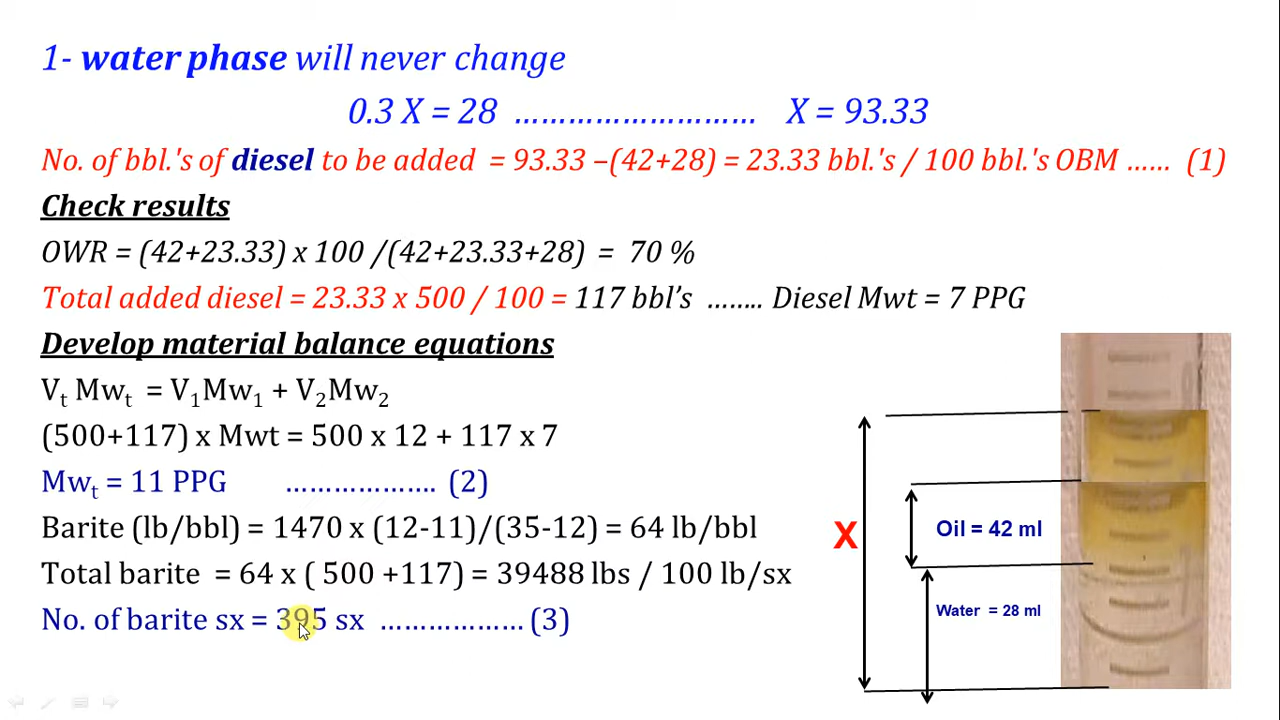 1- water phase will never change
0.3 X = 28 ……………………… X = 93.33
No. of bbl.'s of diesel to be added = 93.33 –(42+28) = 23.33 bbl.'s / 100 bbl.'s OBM …… (1)
Check results
OWR = (42+23.33) x 100 /(42+23.33+28) = 70 %
Total added diesel = 23.33 x 500 / 100 = 117 bbl's …….. Diesel Mwt = 7 PPG
Develop material balance equations
Vt Mwt = V1Mw1 + V2Mw2
(500+117) x Mwt = 500 x 12 + 117 x 7
Mwt = 11 PPG ………………. (2)
Barite (lb/bbl) = 1470 x (12-11)/(35-12) = 64 lb/bbl
Total barite = 64 x ( 500 +117) = 39488 lbs / 100 lb/sx
No. of barite sx = 395 sx ……………… (3)
X
Oil = 42 ml
Water = 28 ml